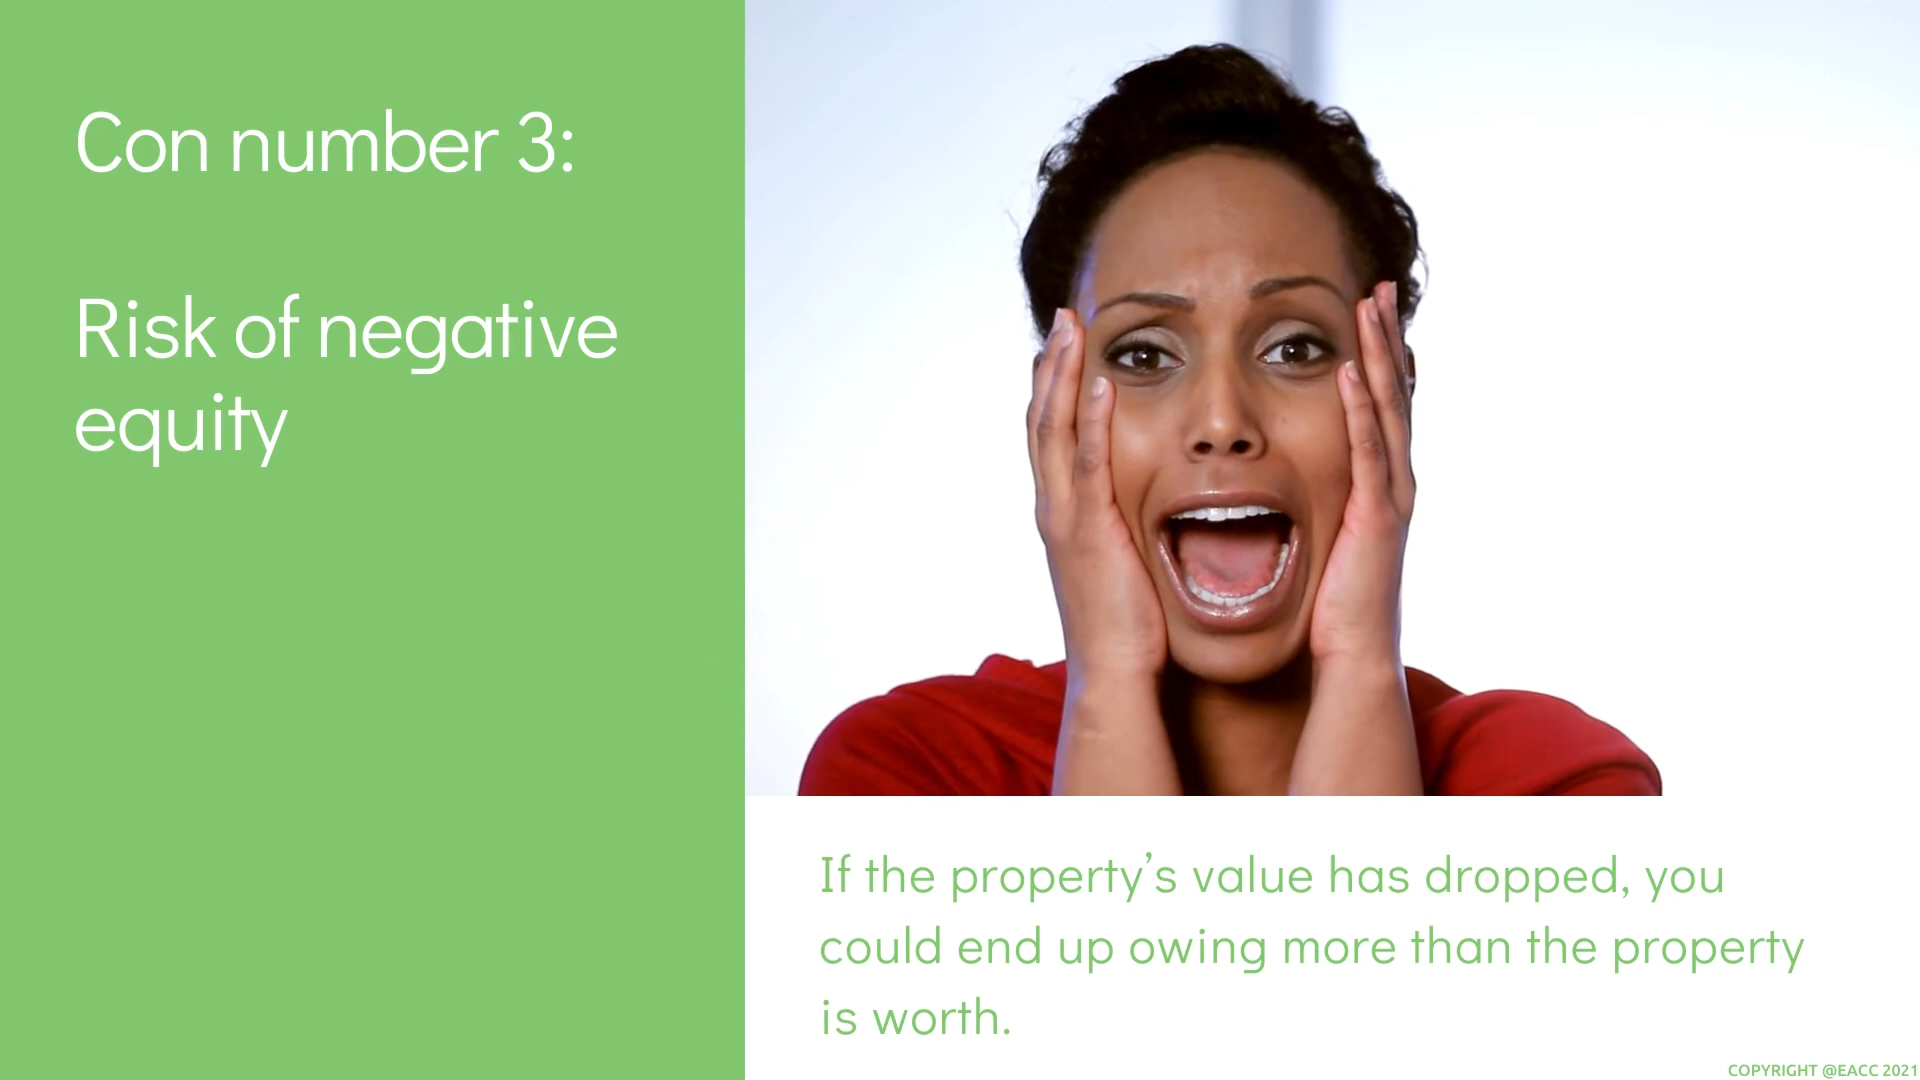 Con number 3:
Risk of negative
equity
If the property’s value has dropped, you
could end up owing more than the property
is worth.
COPYRIGHT @EACC 2021